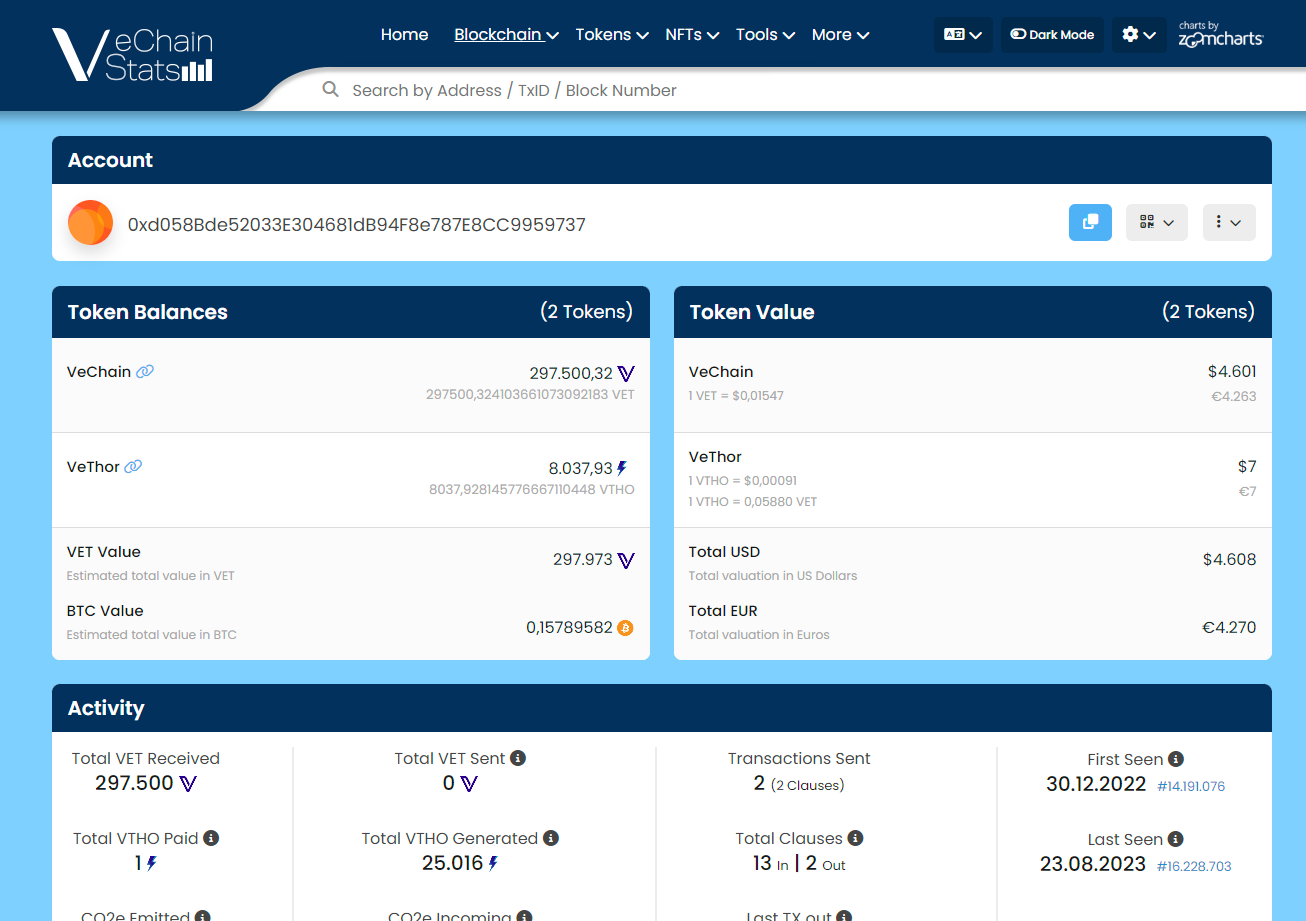 VeChain Stats
Home Blockchain Tokens NFTs Tools More
Dark Mode
charts by zoomcharts
Search by Address / TxID / Block Number
Account
0xd058Bde52033E304681dB94F8e787E8CC9959737
Token Balances (2 Tokens)
VeChain 297.500,32
297500,324103661073092183 VET
VeThor 8.037,93
8037,928145776667110448 VTHO
VET Value 297.973
Estimated total value in VET
BTC Value 0,15789582
Estimated total value in BTC
Token Value (2 Tokens)
VeChain $4.601
1 VET = $0,01547 €4.263
VeThor $7
1 VTHO = $0,00091 €7
1 VTHO = 0,05880 VET
Total USD $4.608
Total valuation in US Dollars
Total EUR €4.270
Total valuation in Euros
Activity
Total VET Received
297.500
Total VET Sent
0
Transactions Sent
2 (2 Clauses)
First Seen
30.12.2022 #14.191.076
Total VTHO Paid
1
Total VTHO Generated
25.016
Total Clauses
13 In | 2 Out
Last Seen
23.08.2023 #16.228.703
CO2e Emitted
CO2e Incoming
Last TX out